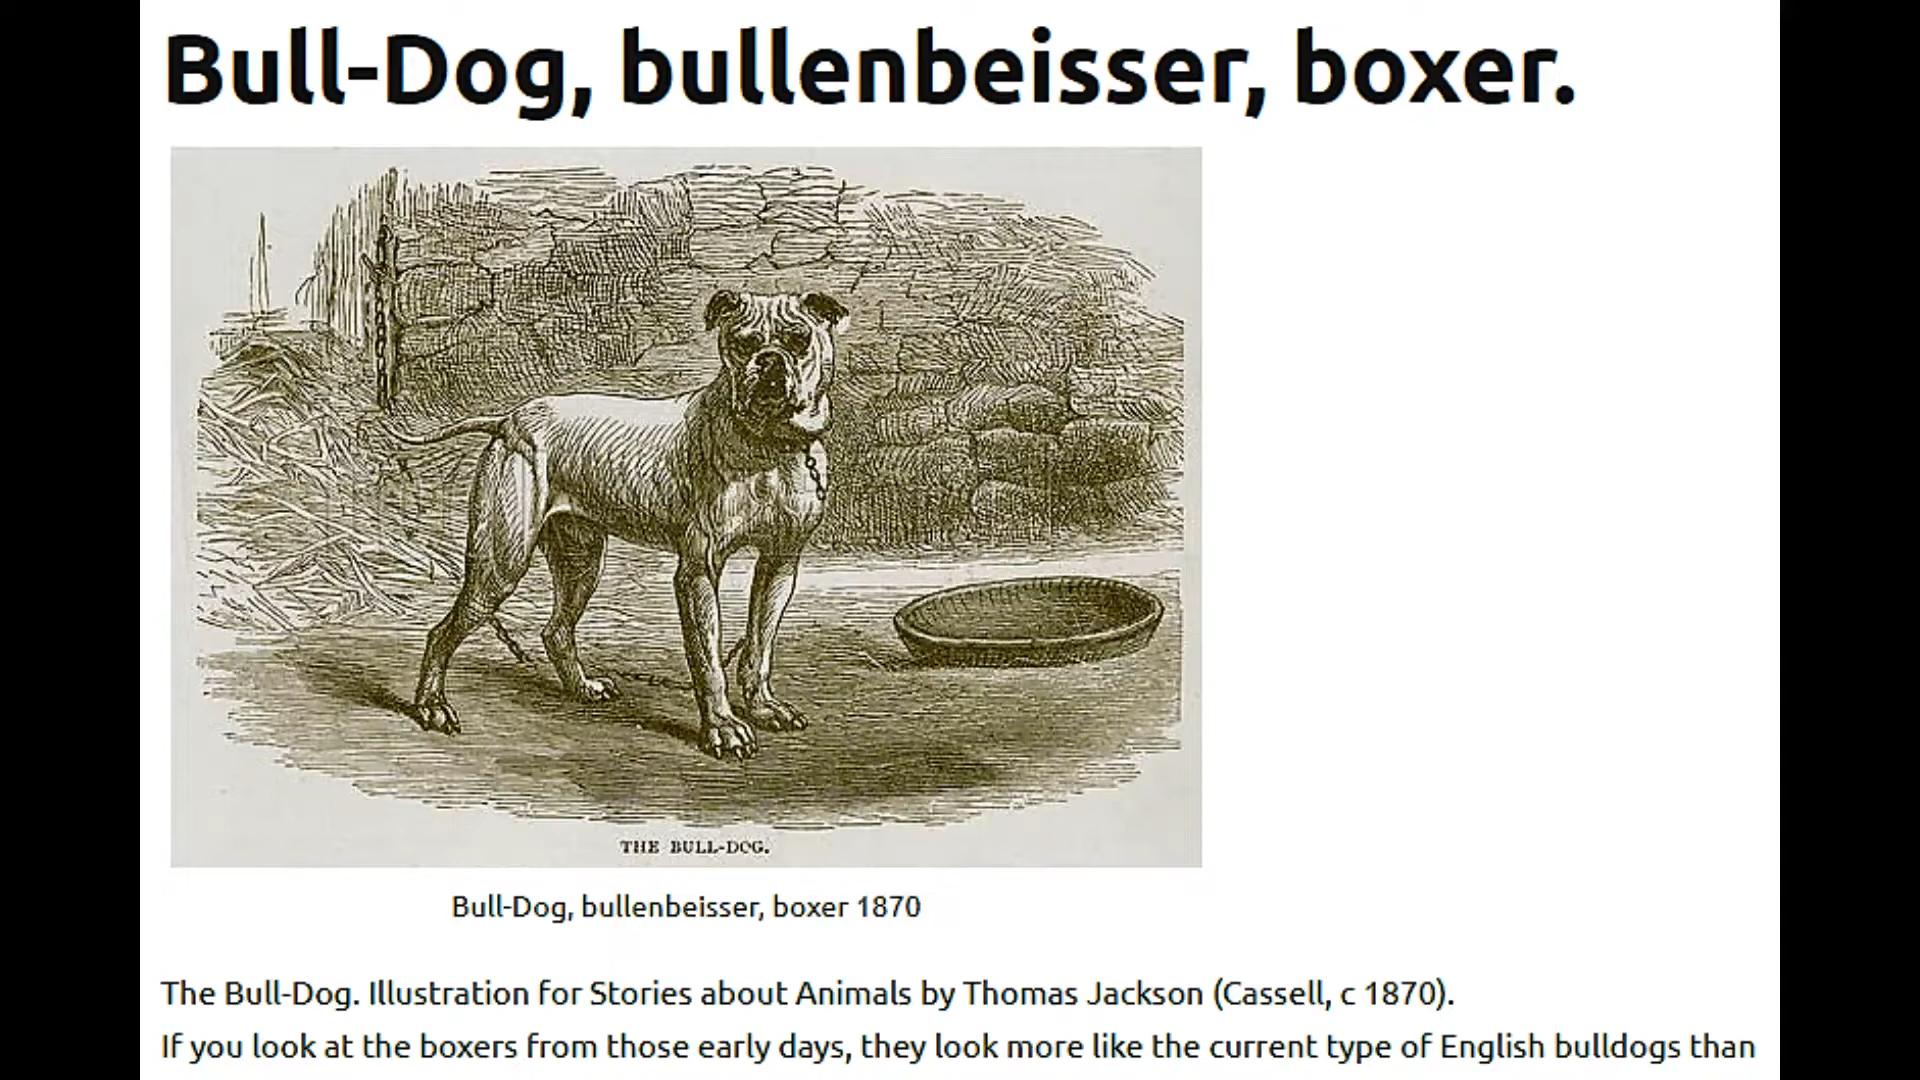 Bull-Dog, bullenbeisser, boxer.
THE BULL-DOG.
Bull-Dog, bullenbeisser, boxer 1870
The Bull-Dog. Illustration for Stories about Animals by Thomas Jackson (Cassell, c 1870).
If you look at the boxers from those early days, they look more like the current type of English bulldogs than